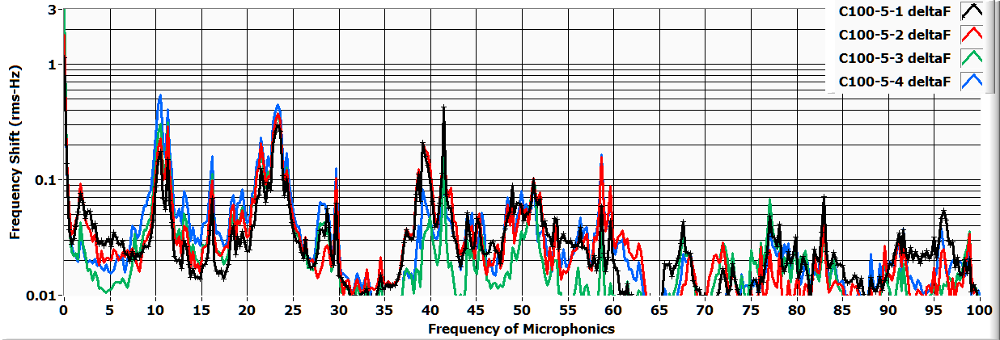 C100-5-1 deltaF
C100-5-2 deltaF
C100-5-3 deltaF
C100-5-4 deltaF
Frequency Shift (rms-Hz)
3
1
0.1
0.01
0 5 10 15 20 25 30 35 40 45 50 55 60 65 70 75 80 85 90 95 100
Frequency of Microphonics